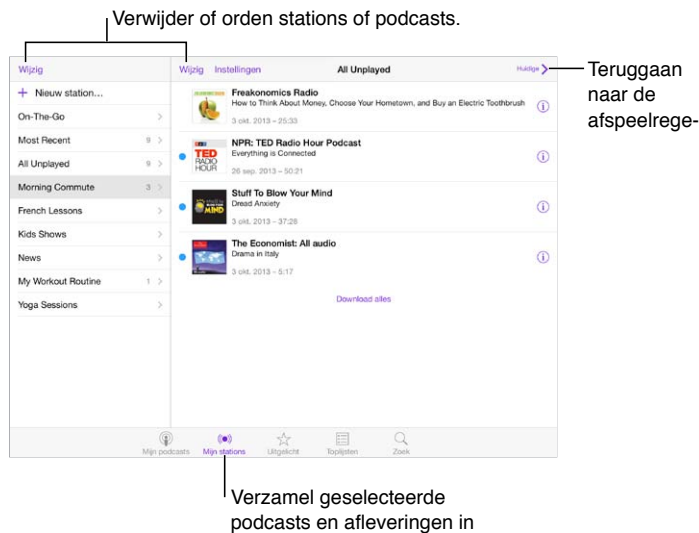 Verwijder of orden stations of podcasts.
Wijzig
Wijzig Instellingen All Unplayed Huidige
Teruggaan
naar de
afspeelrege-
+ Nieuw station...
On-The-Go
Most Recent 9
All Unplayed 9
Morning Commute 3
French Lessons
Kids Shows
News
My Workout Routine 1
Yoga Sessions
Freakonomics Radio
How to Think About Money, Choose Your Hometown, and Buy an Electric Toothbrush
3 okt. 2013 – 25:33
TED
RADIO
HOUR
NPR: TED Radio Hour Podcast
Everything is Connected
26 sep. 2013 – 50:21
MIND
Stuff To Blow Your Mind
Dread Anxiety
3 okt. 2013 – 37:28
The Economist: All audio
Drama in Italy
3 okt. 2013 – 5:17
Download alles
Mijn podcasts Mijn stations Uitgelicht Toplijsten Zoek
Verzamel geselecteerde
podcasts en afleveringen in